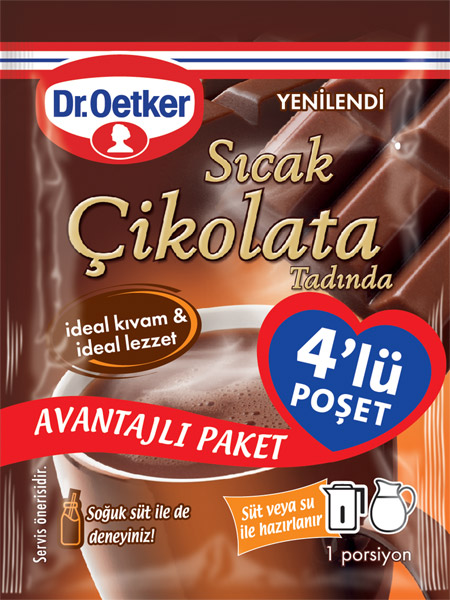 Dr.Oetker
YENİLENDİ
Sıcak
Çikolata
Tadında
ideal kıvam &
ideal lezzet
4'lü
POŞET
AVANTAJLI PAKET
Servis önerisidir.
Soğuk süt ile de
deneyiniz!
Süt veya su
ile hazırlanır
1 porsiyon